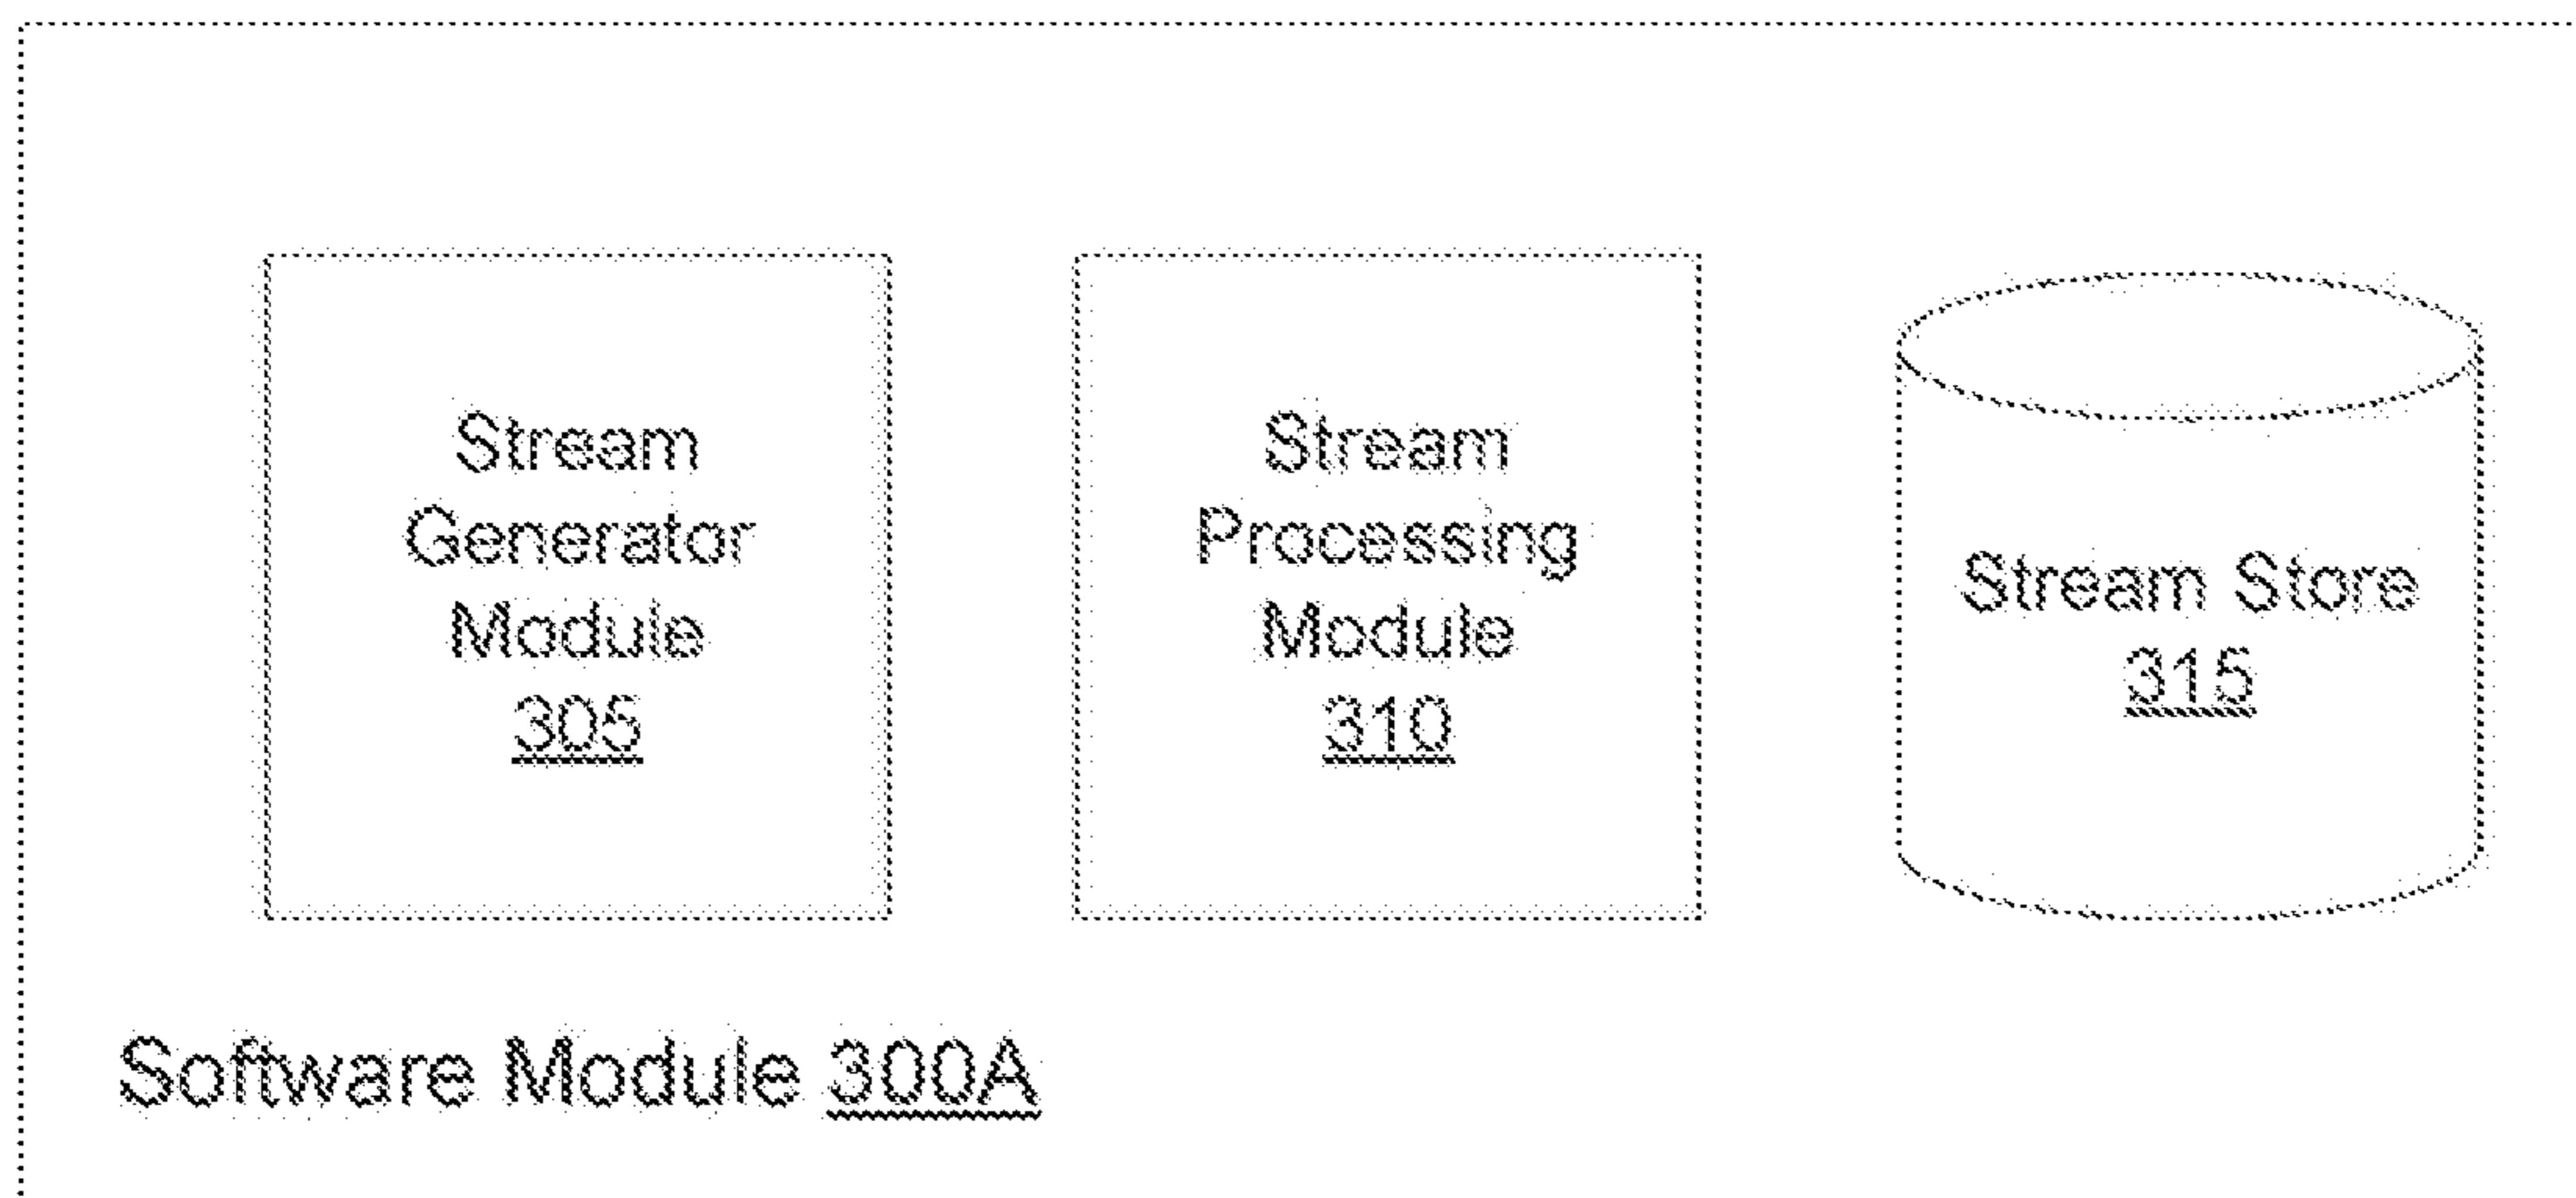 Stream
Generator
Module
305
Stream
Processing
Module
310
Stream Store
315
Software Module 300A